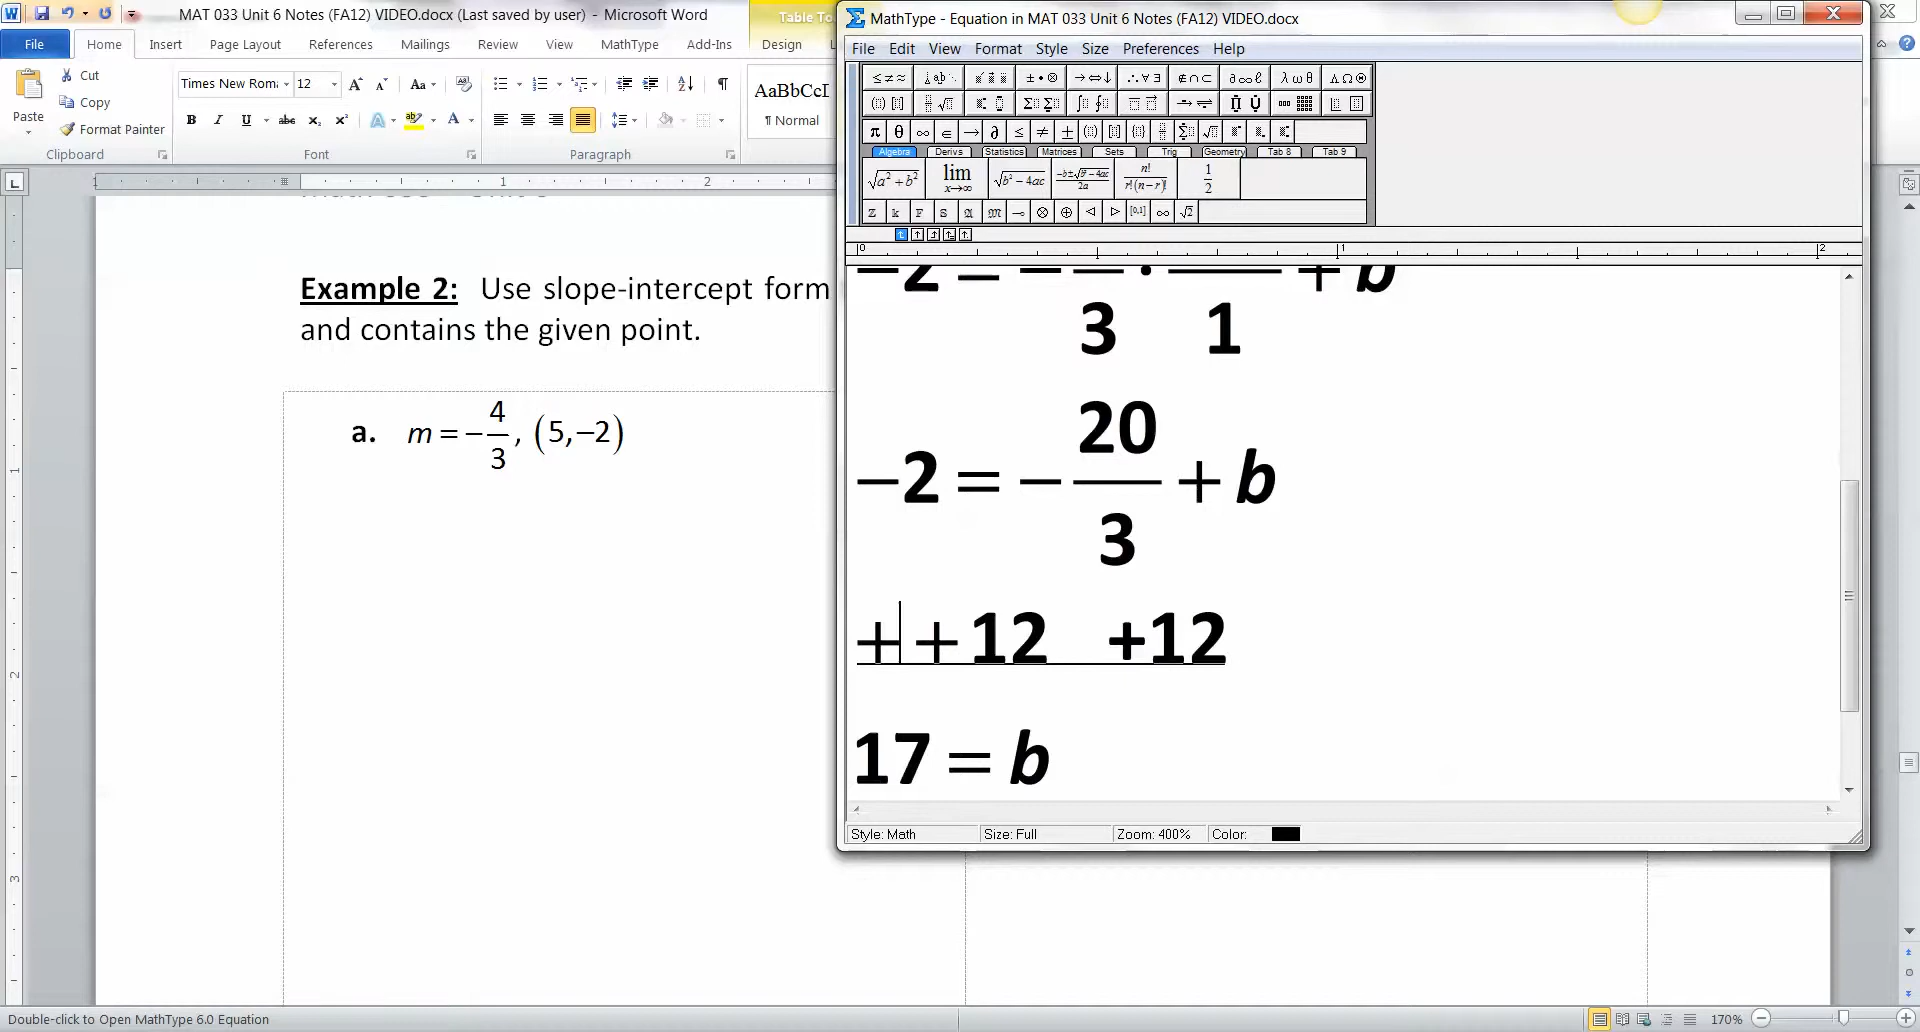 MAT 033 Unit 6 Notes (FA12) VIDEO.docx (Last saved by user) - Microsoft Word
Table To
File Home Insert Page Layout References Mailings Review View MathType Add-Ins Design
Cut
Copy
Format Painter
Paste
Clipboard
Times New Roma 12
Font
Paragraph
AaBbCcI
¶ Normal
MathType - Equation in MAT 033 Unit 6 Notes (FA12) VIDEO.docx
File Edit View Format Style Size Preferences Help
Algebra Derivs Statistics Matrices Sets Trig Geometry Tab 8 Tab 9
Example 2: Use slope-intercept form
and contains the given point.
a. m = −4/3, (5,−2)
−2 = − /3 · /1 + b
−2 = −20/3 + b
+ +12 +12
17 = b
Style: Math Size: Full Zoom: 400% Color:
Double-click to Open MathType 6.0 Equation
170%